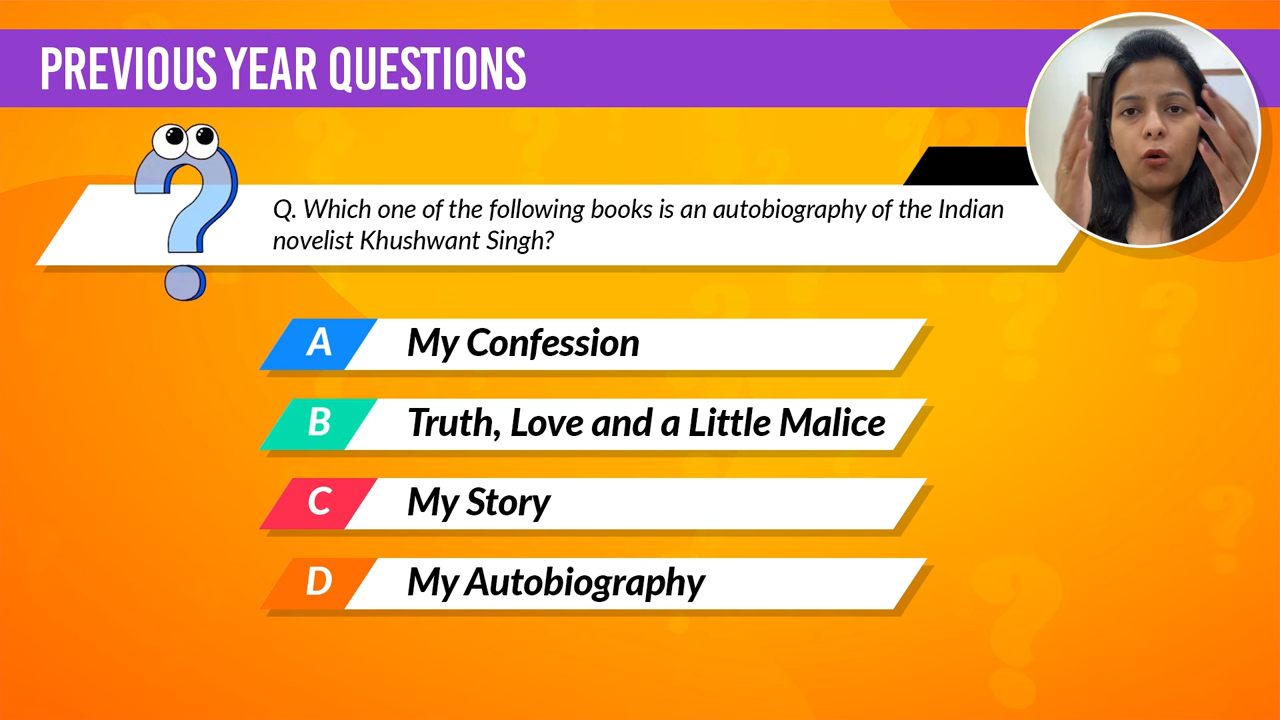 PREVIOUS YEAR QUESTIONS
Q. Which one of the following books is an autobiography of the Indian
novelist Khushwant Singh?
A My Confession
B Truth, Love and a Little Malice
C My Story
D My Autobiography